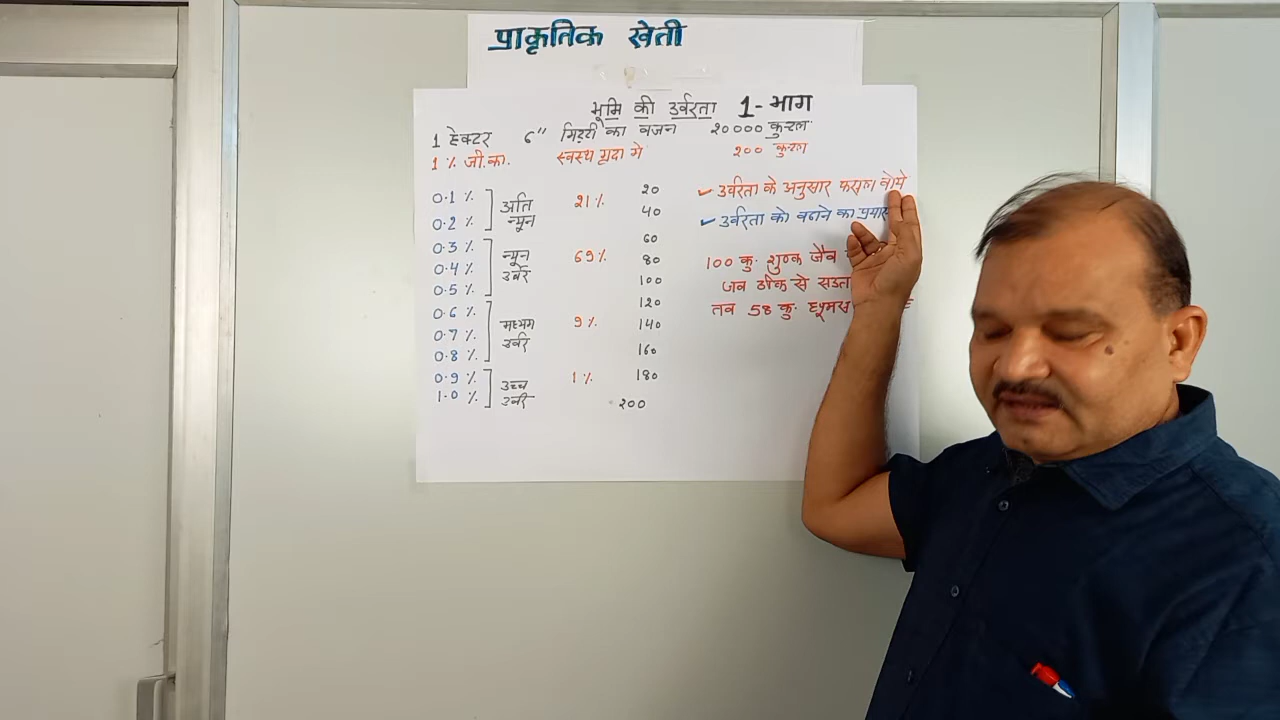 प्राकृतिक खेती
भूमि की उर्वरता 1-भाग
1 हेक्टर 6" मिट्टी का वजन 20000 कुन्टल
1 % जी.का. स्वस्थ मृदा मे 200 कुन्टल
0.1 %
0.2 %
अति न्यून
21 %
20
40
0.3 %
0.4 %
0.5 %
न्यून उर्वर
69 %
60
80
100
0.6 %
0.7 %
0.8 %
मध्यम उर्वर
9 %
120
140
160
0.9 %
1.0 %
उच्च उर्वर
1 %
180
200
✓ उर्वरता के अनुसार फसल बोये
✓ उर्वरता को बढाने का प्रयास
100 कु. शुष्क जैव
जब ठीक से सडता
तब 58 कु. ह्यूमस